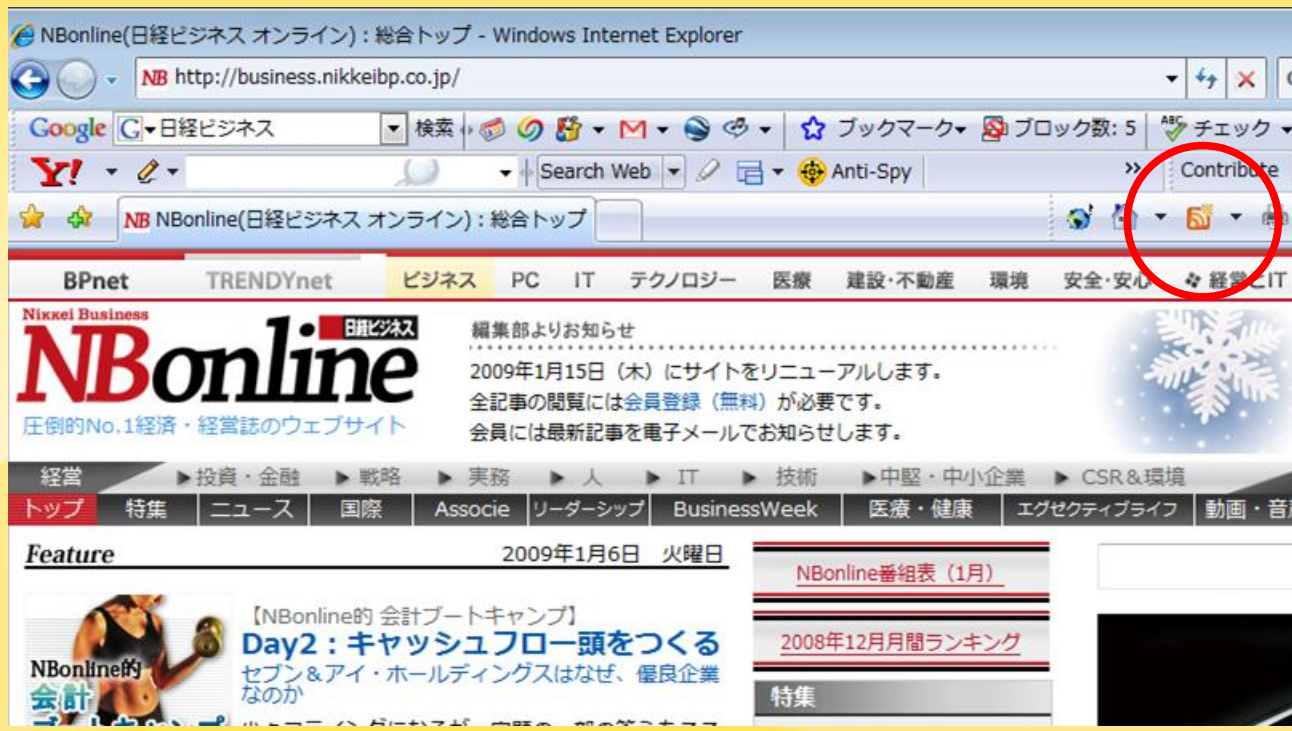 NBonline(日経ビジネス オンライン) : 総合トップ - Windows Internet Explorer
NB http://business.nikkeibp.co.jp/
Google G 日経ビジネス 検索 ブックマーク ブロック数: 5 チェック
Y! Search Web Anti-Spy » Contribute
NB NBonline(日経ビジネス オンライン) : 総合トップ
BPnet TRENDYnet ビジネス PC IT テクノロジー 医療 建設・不動産 環境 安全・安心 経営とIT
Nikkei Business
NBonline 日経ビジネス
圧倒的No.1経済・経営誌のウェブサイト
編集部よりお知らせ
2009年1月15日（木）にサイトをリニューアルします。
全記事の閲覧には会員登録（無料）が必要です。
会員には最新記事を電子メールでお知らせします。
経営 ▶投資・金融 ▶ 戦略 ▶ 実務 ▶ 人 ▶ IT ▶ 技術 ▶中堅・中小企業 ▶ CSR＆環境
トップ 特集 ニュース 国際 Associe リーダーシップ BusinessWeek 医療・健康 エグゼクティブライフ 動画・音
Feature 2009年1月6日 火曜日
【NBonline的 会計ブートキャンプ】
Day2：キャッシュフロー頭をつくる
セブン＆アイ・ホールディングスはなぜ、優良企業
なのか
NBonline的
会計
ブートキャンプ
NBonline番組表（1月）
2008年12月月間ランキング
特集